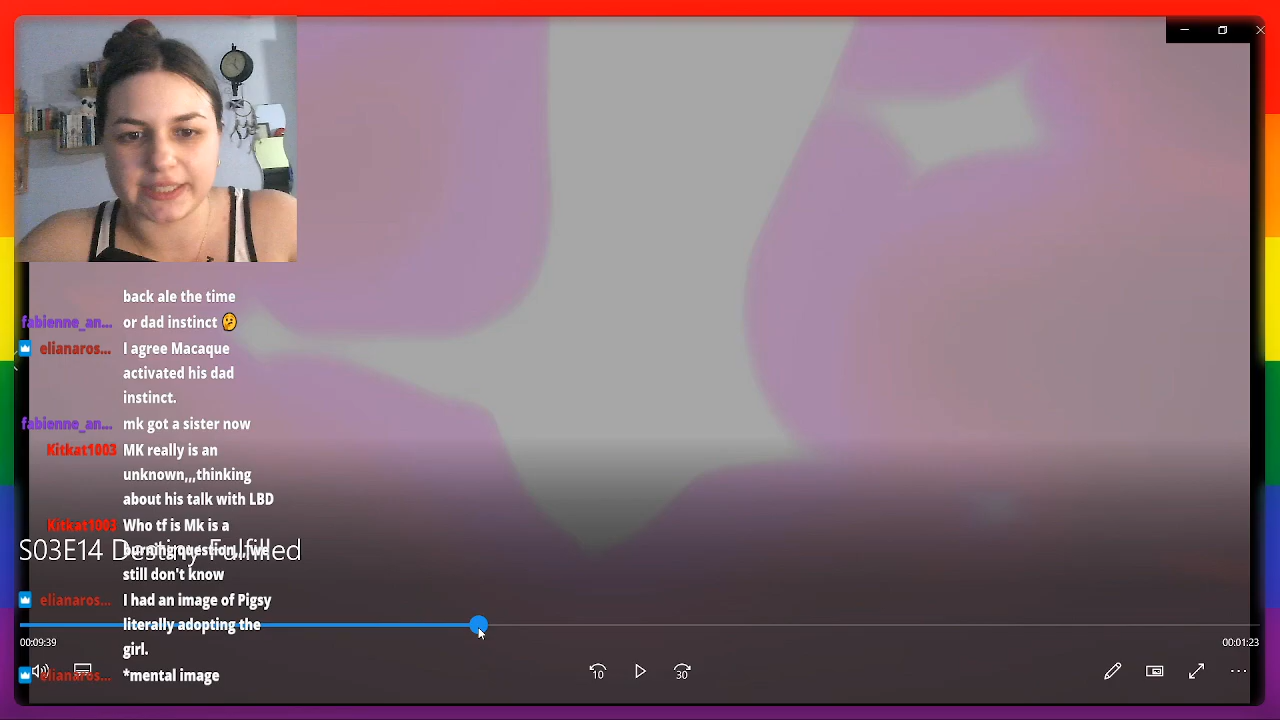 back ale the time
fabienne_an... or dad instinct 🤔
elianaros... I agree Macaque
activated his dad
instinct.
fabienne_an... mk got a sister now
Kitkat1003 MK really is an
unknown,,,thinking
about his talk with LBD
Kitkat1003 Who tf is Mk is a
burning question,,,we
S03E14 Destiny Fulfilled
still don't know
elianaros... I had an image of Pigsy
literally adopting the
girl.
00:09:39
00:01:23
elianaros... *mental image
10
30